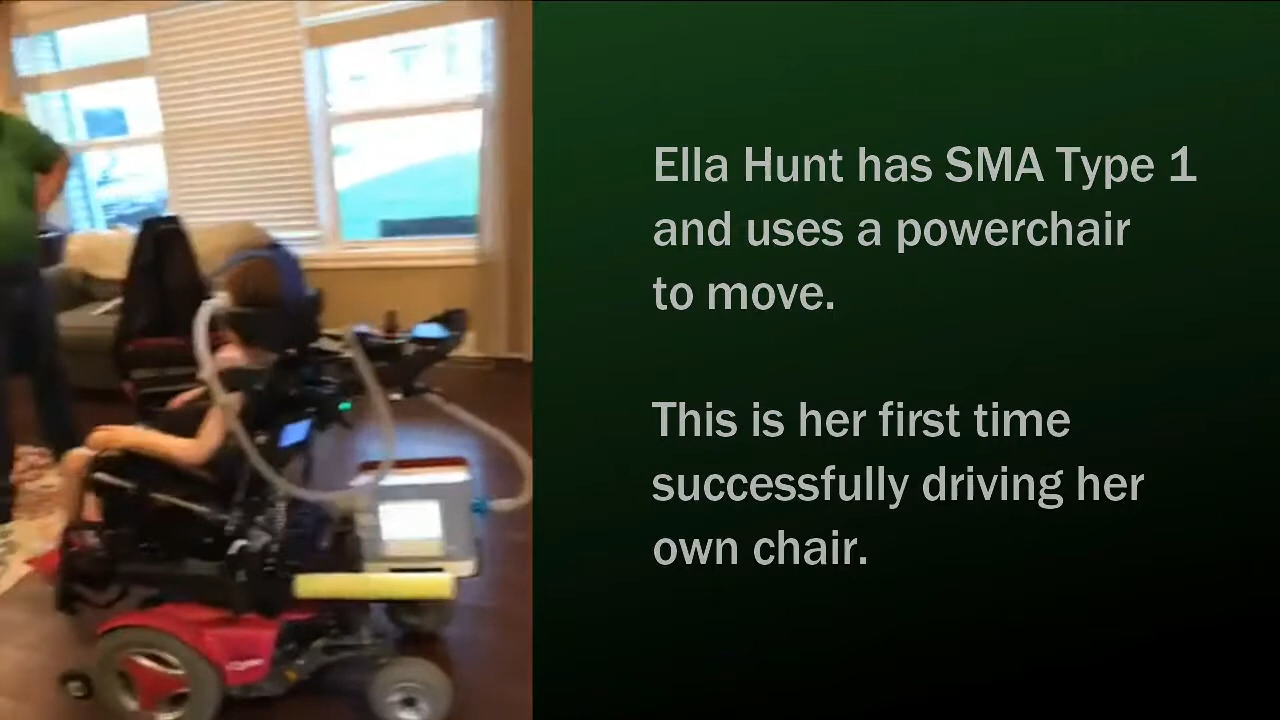 Ella Hunt has SMA Type 1
and uses a powerchair
to move.
This is her first time
successfully driving her
own chair.